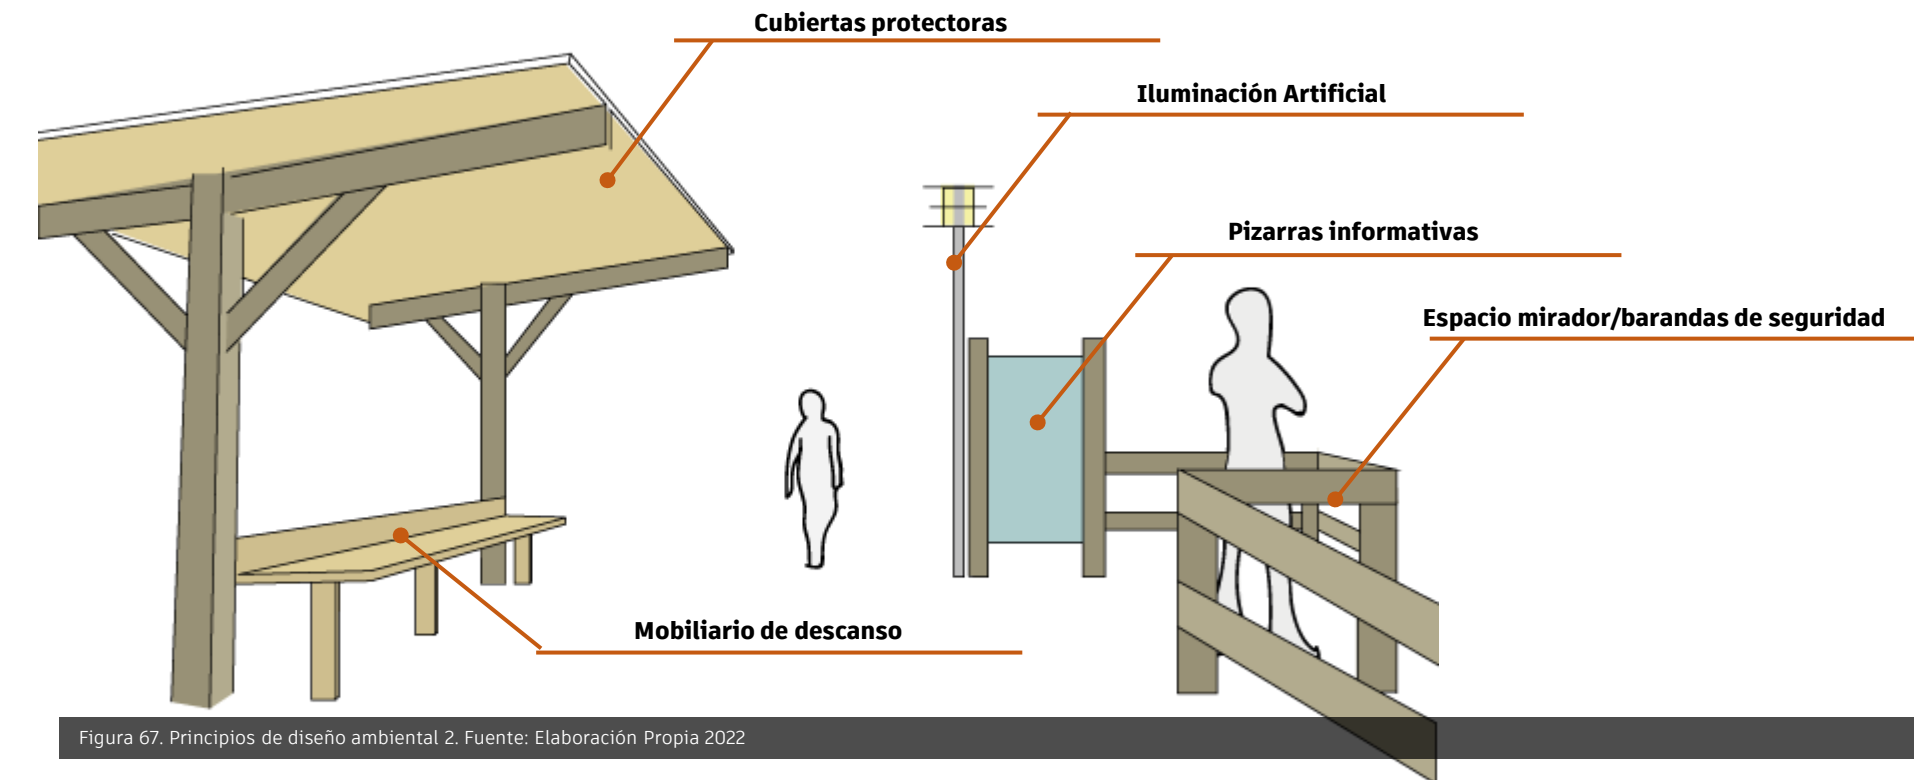 Cubiertas protectoras
Iluminación Artificial
Pizarras informativas
Espacio mirador/barandas de seguridad
Mobiliario de descanso
Figura 67. Principios de diseño ambiental 2. Fuente: Elaboración Propia 2022